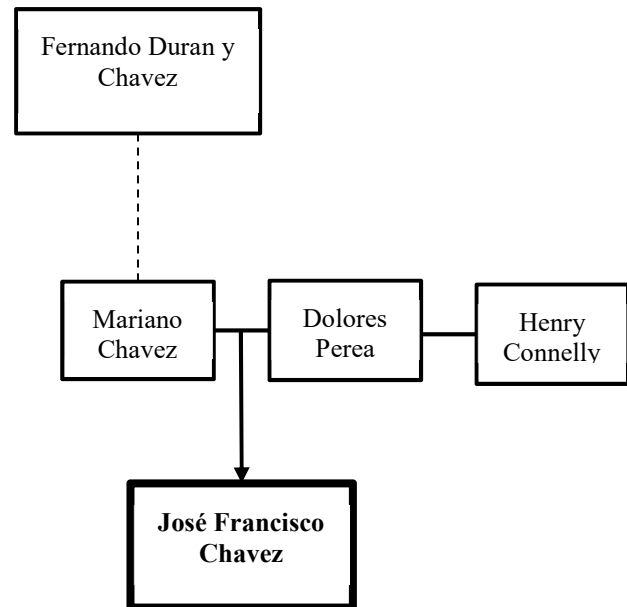 Fernando Duran y
Chavez
Mariano
Chavez
Dolores
Perea
Henry
Connelly
José Francisco
Chavez